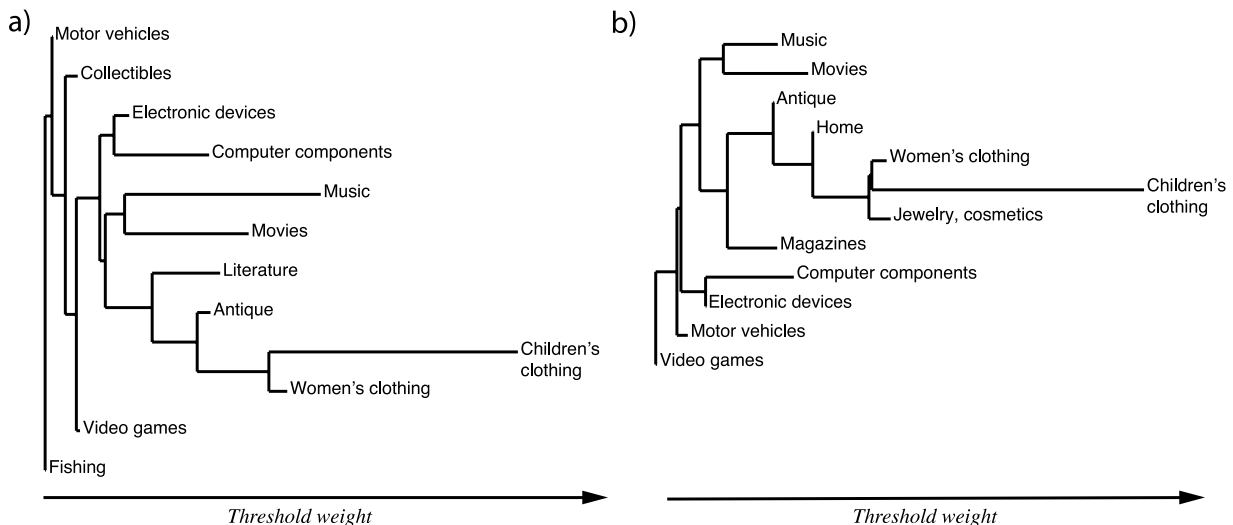 a)
Motor vehicles
Collectibles
Electronic devices
Computer components
Music
Movies
Literature
Antique
Children's
clothing
Women's clothing
Video games
Fishing
Threshold weight
b)
Music
Movies
Antique
Home
Women's clothing
Children's
clothing
Jewelry, cosmetics
Magazines
Computer components
Electronic devices
Motor vehicles
Video games
Threshold weight